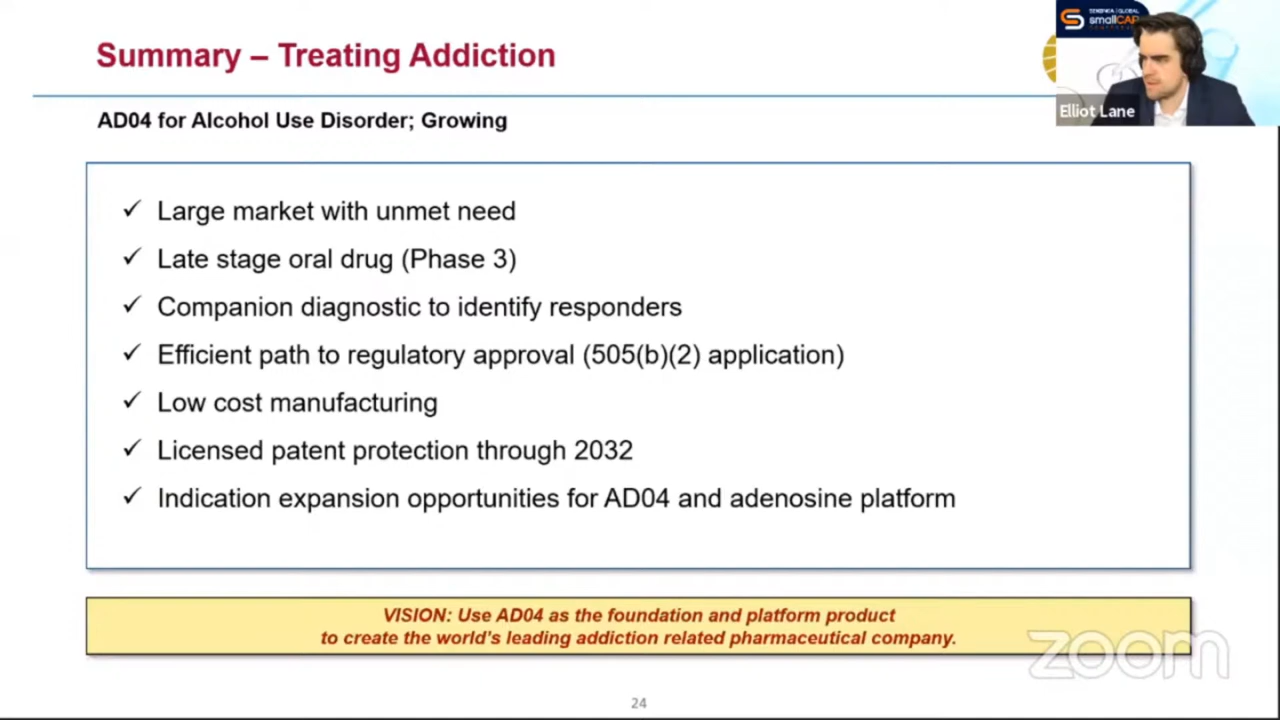 Summary – Treating Addiction
SEQUIRE | GLOBAL
smallCAP
Elliot Lane
AD04 for Alcohol Use Disorder; Growing
✓ Large market with unmet need
✓ Late stage oral drug (Phase 3)
✓ Companion diagnostic to identify responders
✓ Efficient path to regulatory approval (505(b)(2) application)
✓ Low cost manufacturing
✓ Licensed patent protection through 2032
✓ Indication expansion opportunities for AD04 and adenosine platform
VISION: Use AD04 as the foundation and platform product
to create the world's leading addiction related pharmaceutical company.
zoom
24